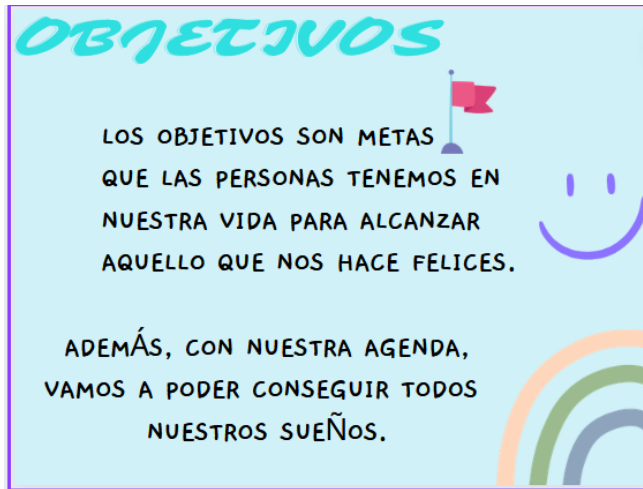 OBJETIVOS
LOS OBJETIVOS SON METAS
QUE LAS PERSONAS TENEMOS EN
NUESTRA VIDA PARA ALCANZAR
AQUELLO QUE NOS HACE FELICES.
ADEMÁS, CON NUESTRA AGENDA,
VAMOS A PODER CONSEGUIR TODOS
NUESTROS SUEÑOS.